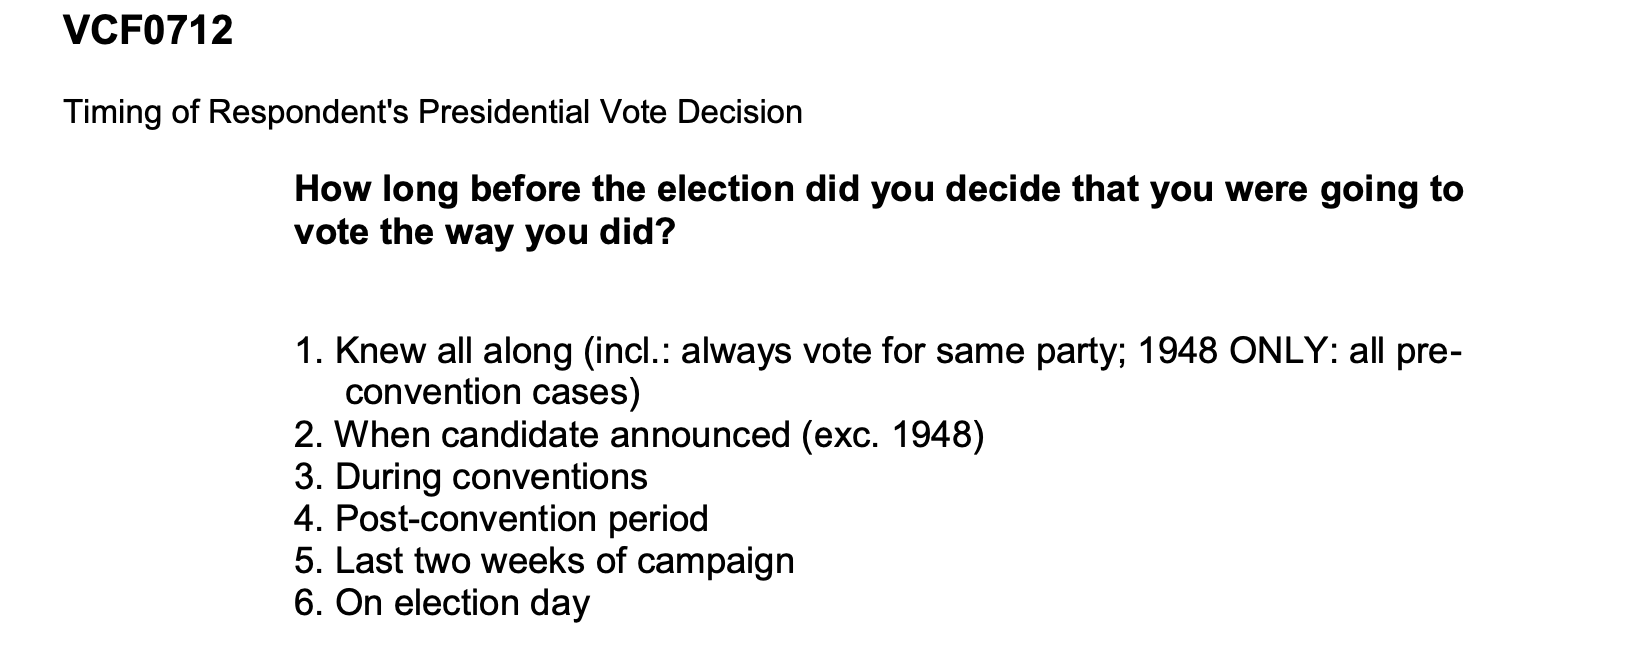 VCF0712
Timing of Respondent's Presidential Vote Decision
How long before the election did you decide that you were going to
vote the way you did?
1. Knew all along (incl.: always vote for same party; 1948 ONLY: all pre-
convention cases)
2. When candidate announced (exc. 1948)
3. During conventions
4. Post-convention period
5. Last two weeks of campaign
6. On election day